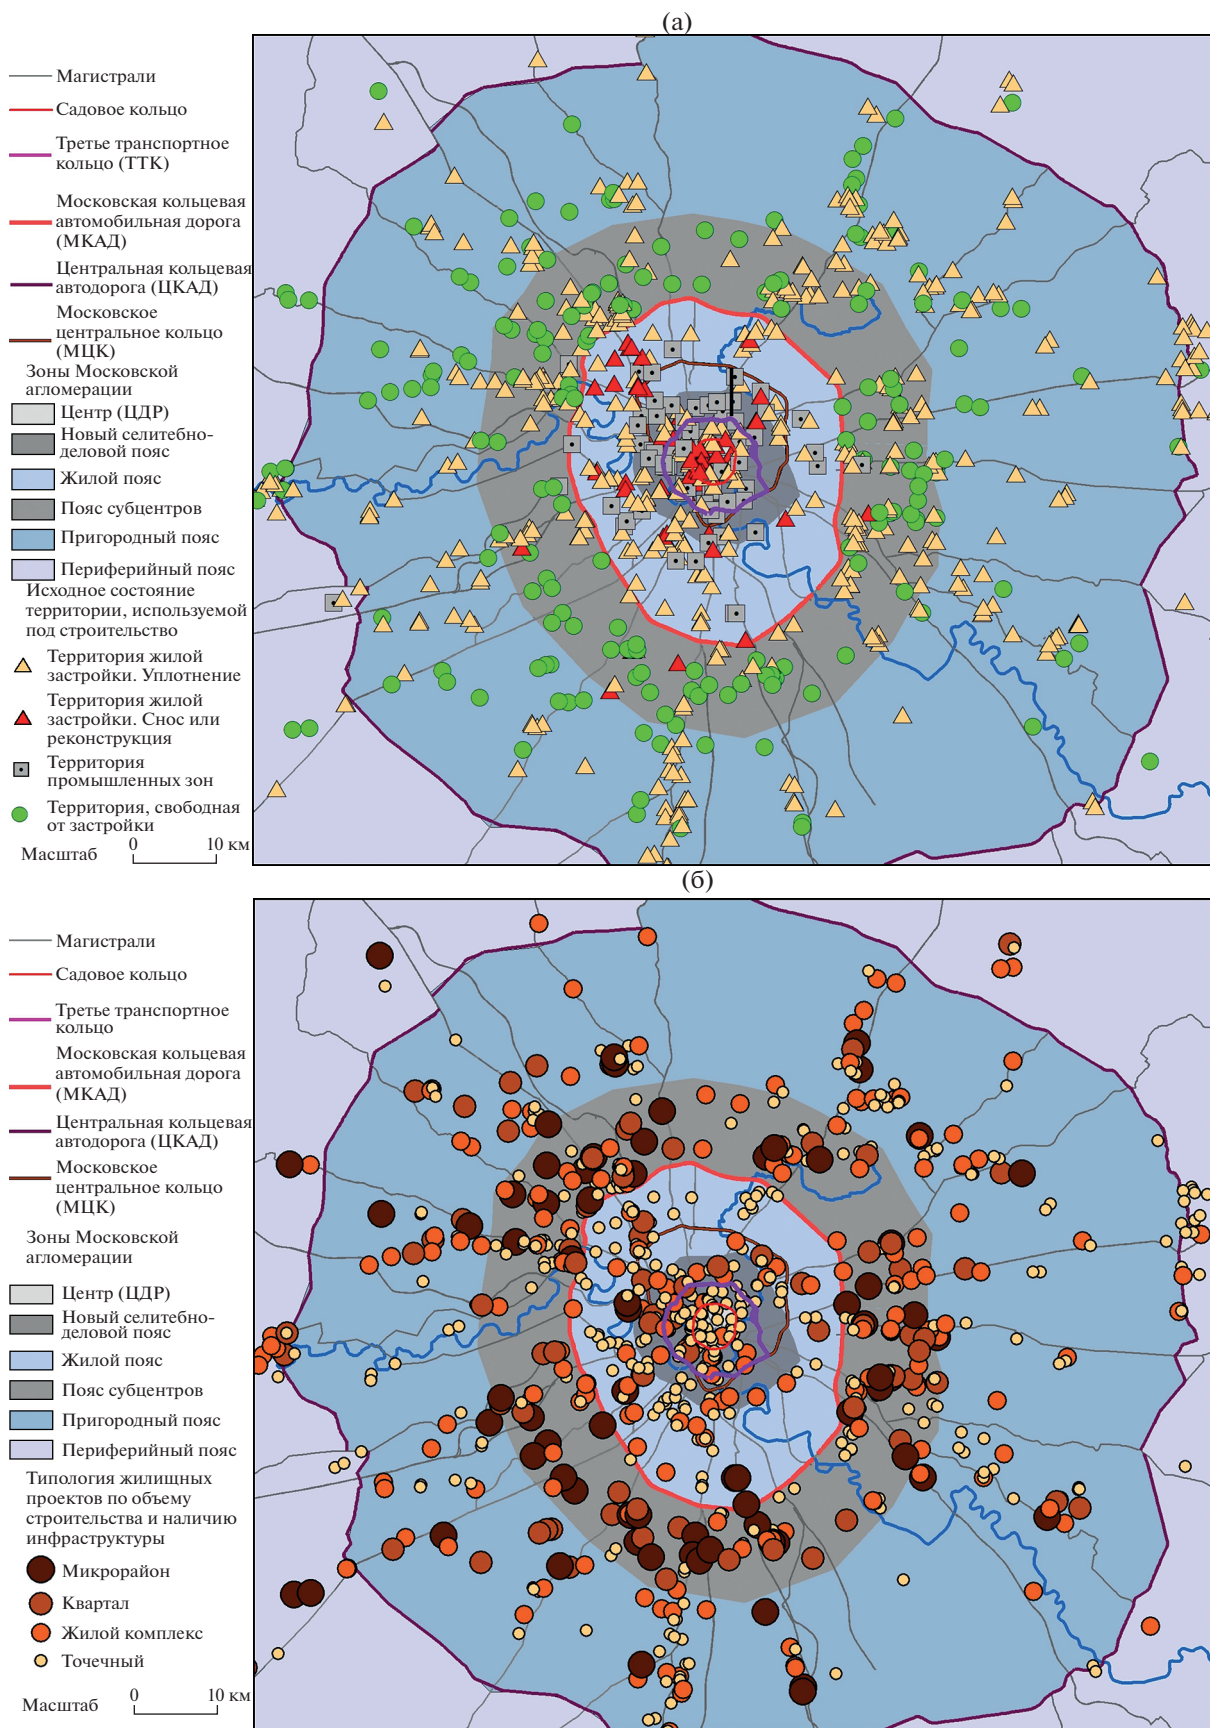 (а)
Магистрали
Садовое кольцо
Третье транспортное
кольцо (ТТК)
Московская кольцевая
автомобильная дорога
(МКАД)
Центральная кольцевая
автодорога (ЦКАД)
Московское
центральное кольцо
(МЦК)
Зоны Московской
агломерации
Центр (ЦДР)
Новый селитебно-
деловой пояс
Жилой пояс
Пояс субцентров
Пригородный пояс
Периферийный пояс
Исходное состояние
территории, используемой
под строительство
Территория жилой
застройки. Уплотнение
Территория жилой
застройки. Снос или
реконструкция
Территория
промышленных зон
Территория, свободная
от застройки
Масштаб 0 10 км
(б)
Магистрали
Садовое кольцо
Третье транспортное
кольцо
Московская кольцевая
автомобильная дорога
(МКАД)
Центральная кольцевая
автодорога (ЦКАД)
Московское
центральное кольцо
(МЦК)
Зоны Московской
агломерации
Центр (ЦДР)
Новый селитебно-
деловой пояс
Жилой пояс
Пояс субцентров
Пригородный пояс
Периферийный пояс
Типология жилищных
проектов по объему
строительства и наличию
инфраструктуры
Микрорайон
Квартал
Жилой комплекс
Точечный
Масштаб 0 10 км